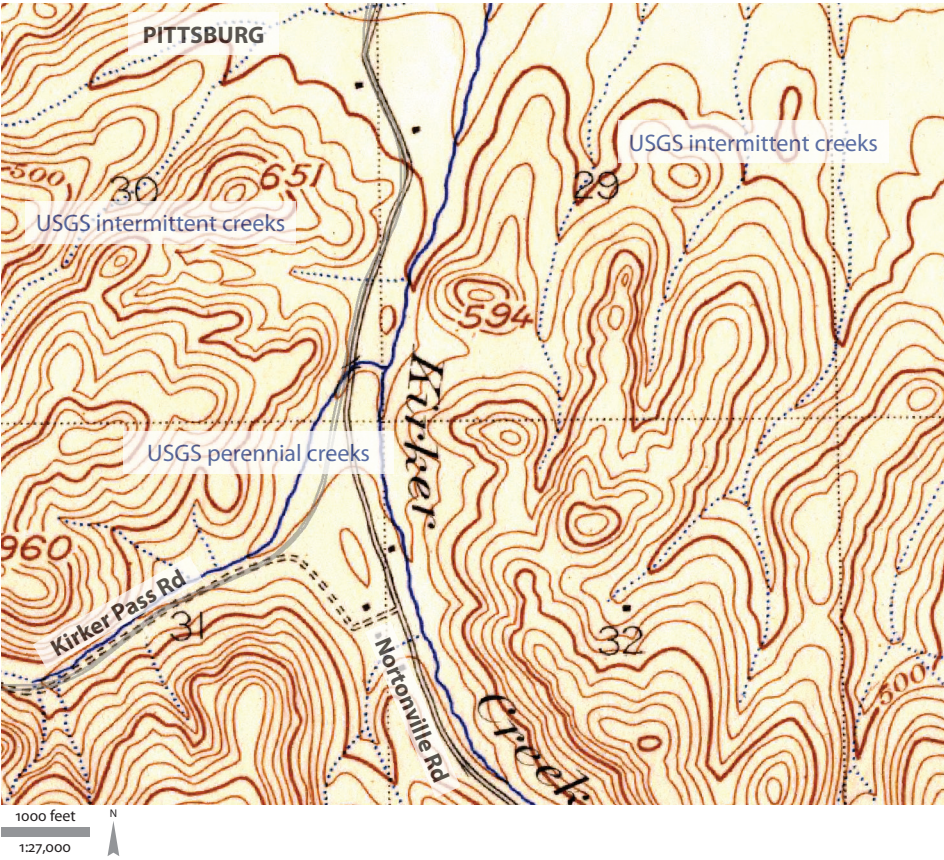 PITTSBURG
USGS intermittent creeks
500
30
651
29
USGS intermittent creeks
594
Kirker
USGS perennial creeks
960
Kirker Pass Rd
31
32
Nortonville Rd
500
Creek
1000 feet
N
1:27,000